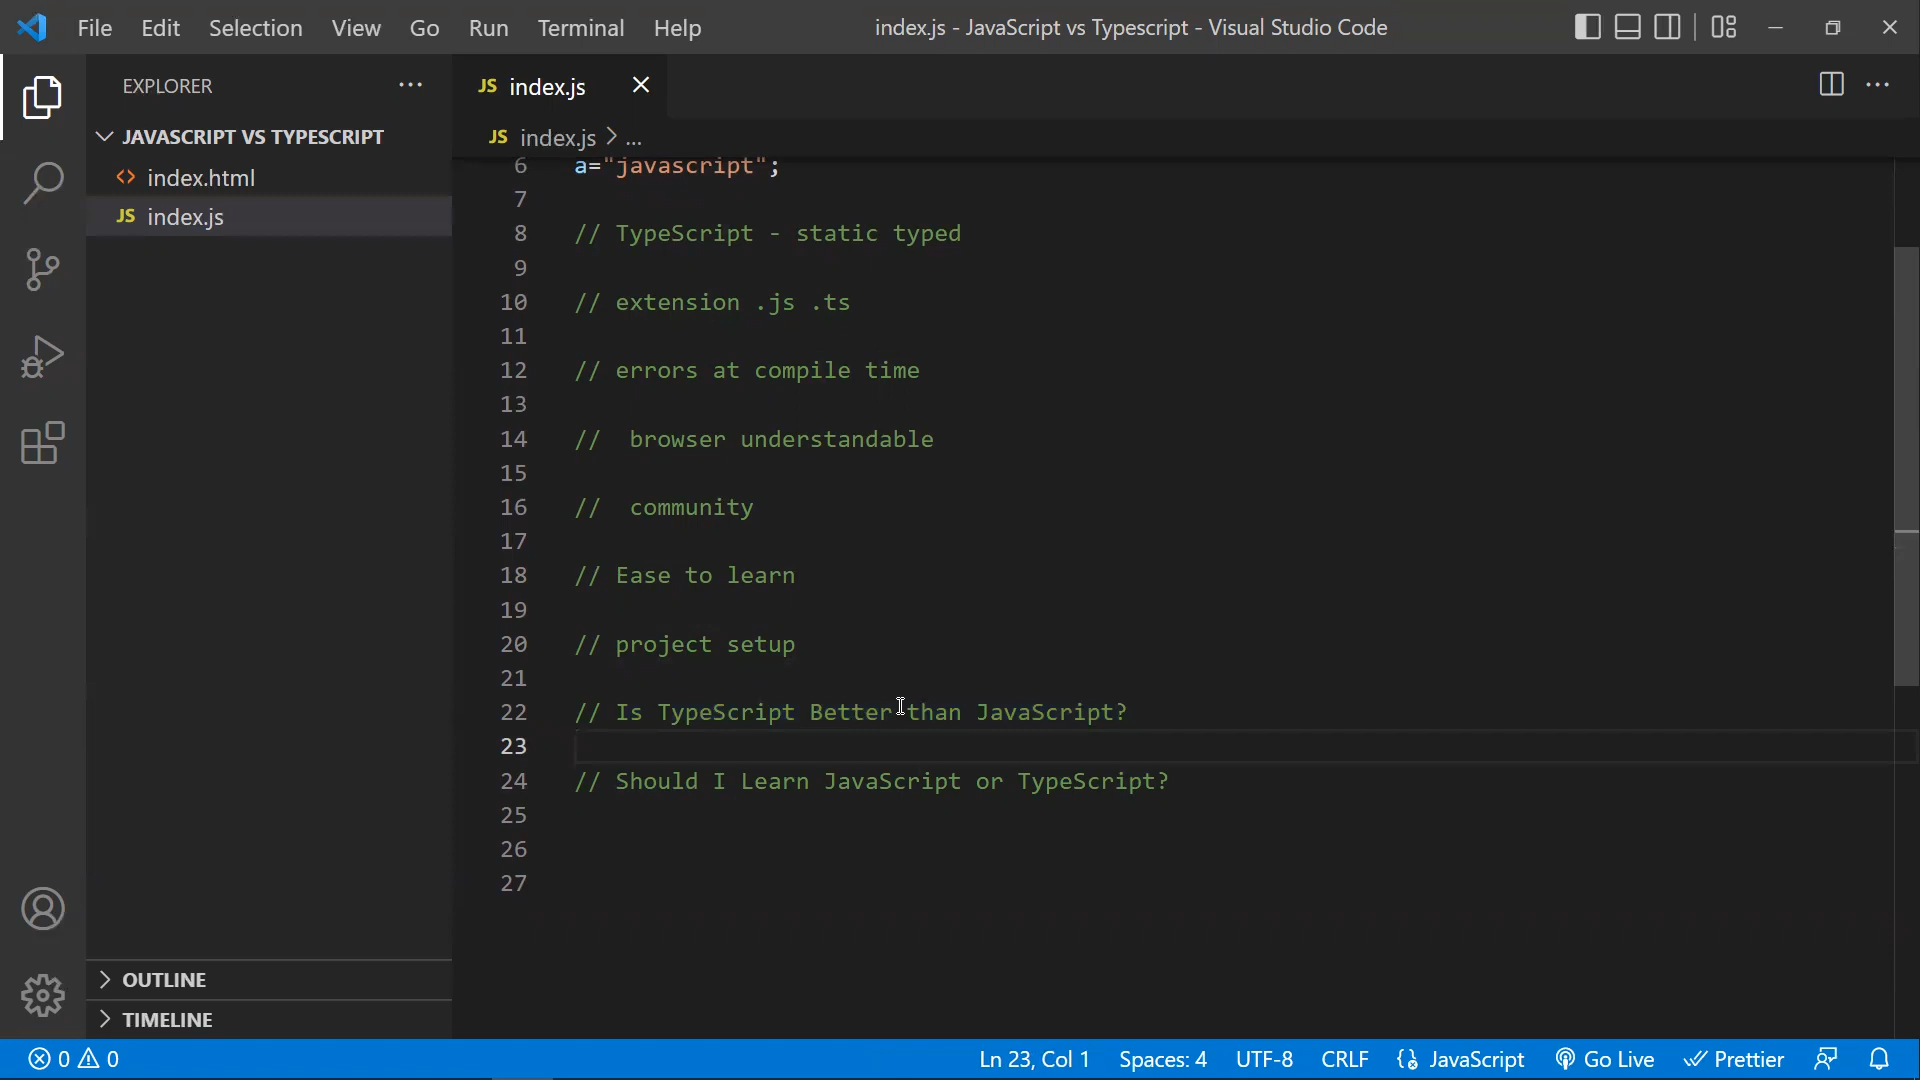 File Edit Selection View Go Run Terminal Help
index.js - JavaScript vs Typescript - Visual Studio Code
EXPLORER
JAVASCRIPT VS TYPESCRIPT
index.html
JS index.js
OUTLINE
TIMELINE
JS index.js
JS index.js > ...
6 a="javascript";
7
8 // TypeScript - static typed
9
10 // extension .js .ts
11
12 // errors at compile time
13
14 //  browser understandable
15
16 //  community
17
18 // Ease to learn
19
20 // project setup
21
22 // Is TypeScript Better than JavaScript?
23
24 // Should I Learn JavaScript or TypeScript?
25
26
27
0 0 Ln 23, Col 1 Spaces: 4 UTF-8 CRLF JavaScript Go Live Prettier